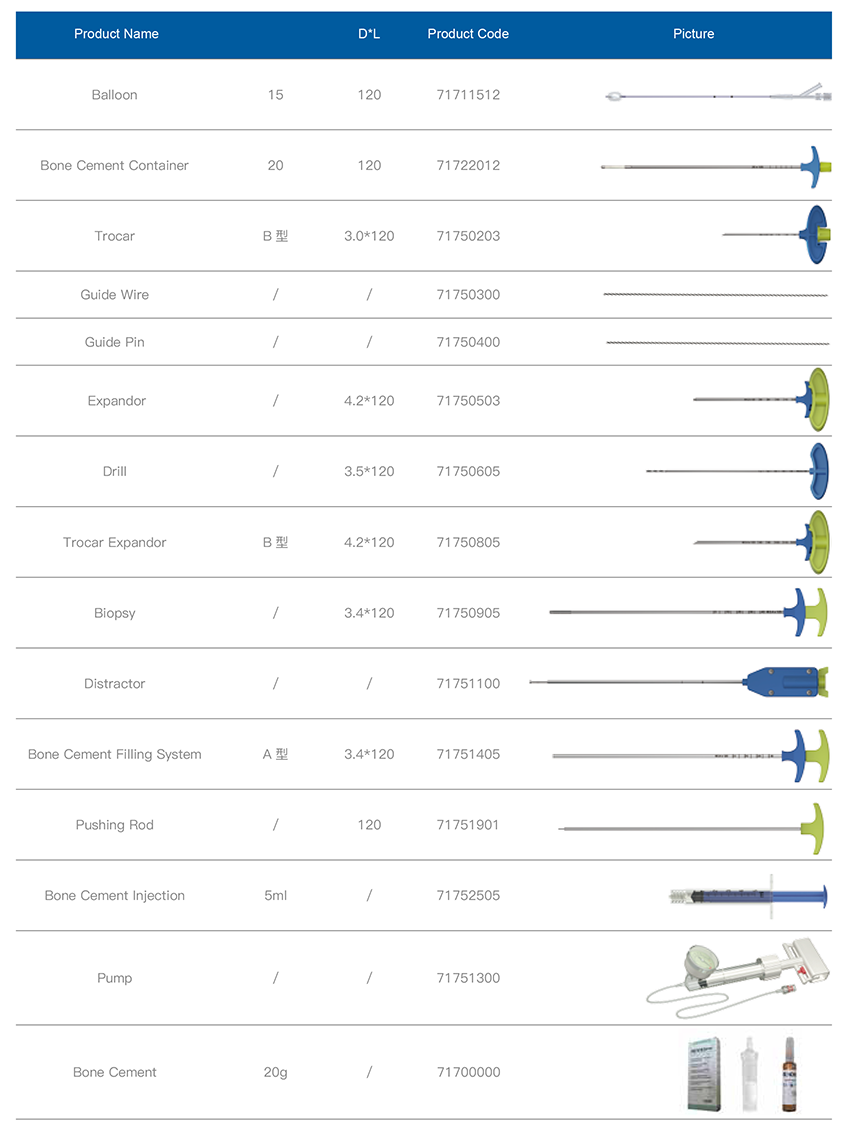 Product Name D*L Product Code Picture
Balloon 15 120 71711512
Bone Cement Container 20 120 71722012
Trocar B 型 3.0*120 71750203
Guide Wire / / 71750300
Guide Pin / / 71750400
Expandor / 4.2*120 71750503
Drill / 3.5*120 71750605
Trocar Expandor B 型 4.2*120 71750805
Biopsy / 3.4*120 71750905
Distractor / / 71751100
Bone Cement Filling System A 型 3.4*120 71751405
Pushing Rod / 120 71751901
Bone Cement Injection 5ml / 71752505
Pump / / 71751300
Bone Cement 20g / 71700000